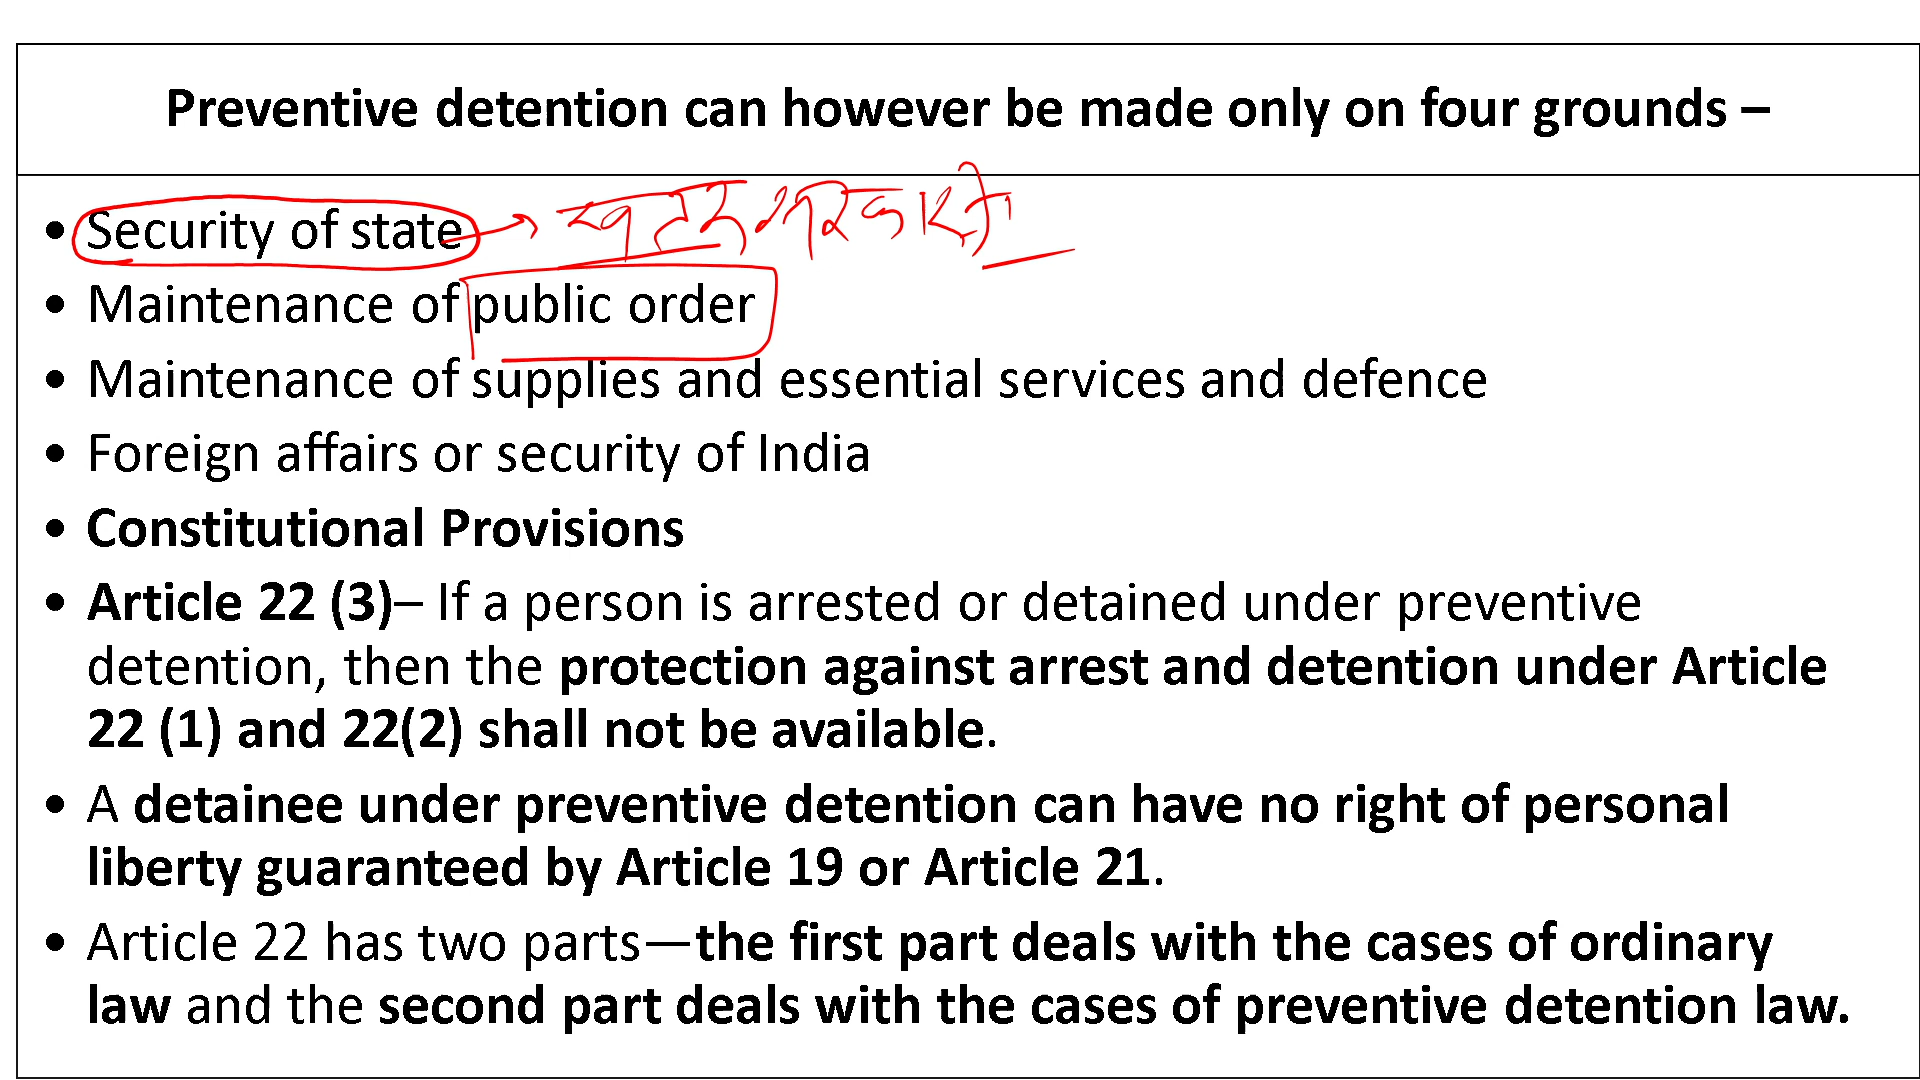 Preventive detention can however be made only on four grounds –
• Security of state
• Maintenance of public order
• Maintenance of supplies and essential services and defence
• Foreign affairs or security of India
• Constitutional Provisions
• Article 22 (3)– If a person is arrested or detained under preventive
detention, then the protection against arrest and detention under Article
22 (1) and 22(2) shall not be available.
• A detainee under preventive detention can have no right of personal
liberty guaranteed by Article 19 or Article 21.
• Article 22 has two parts—the first part deals with the cases of ordinary
law and the second part deals with the cases of preventive detention law.